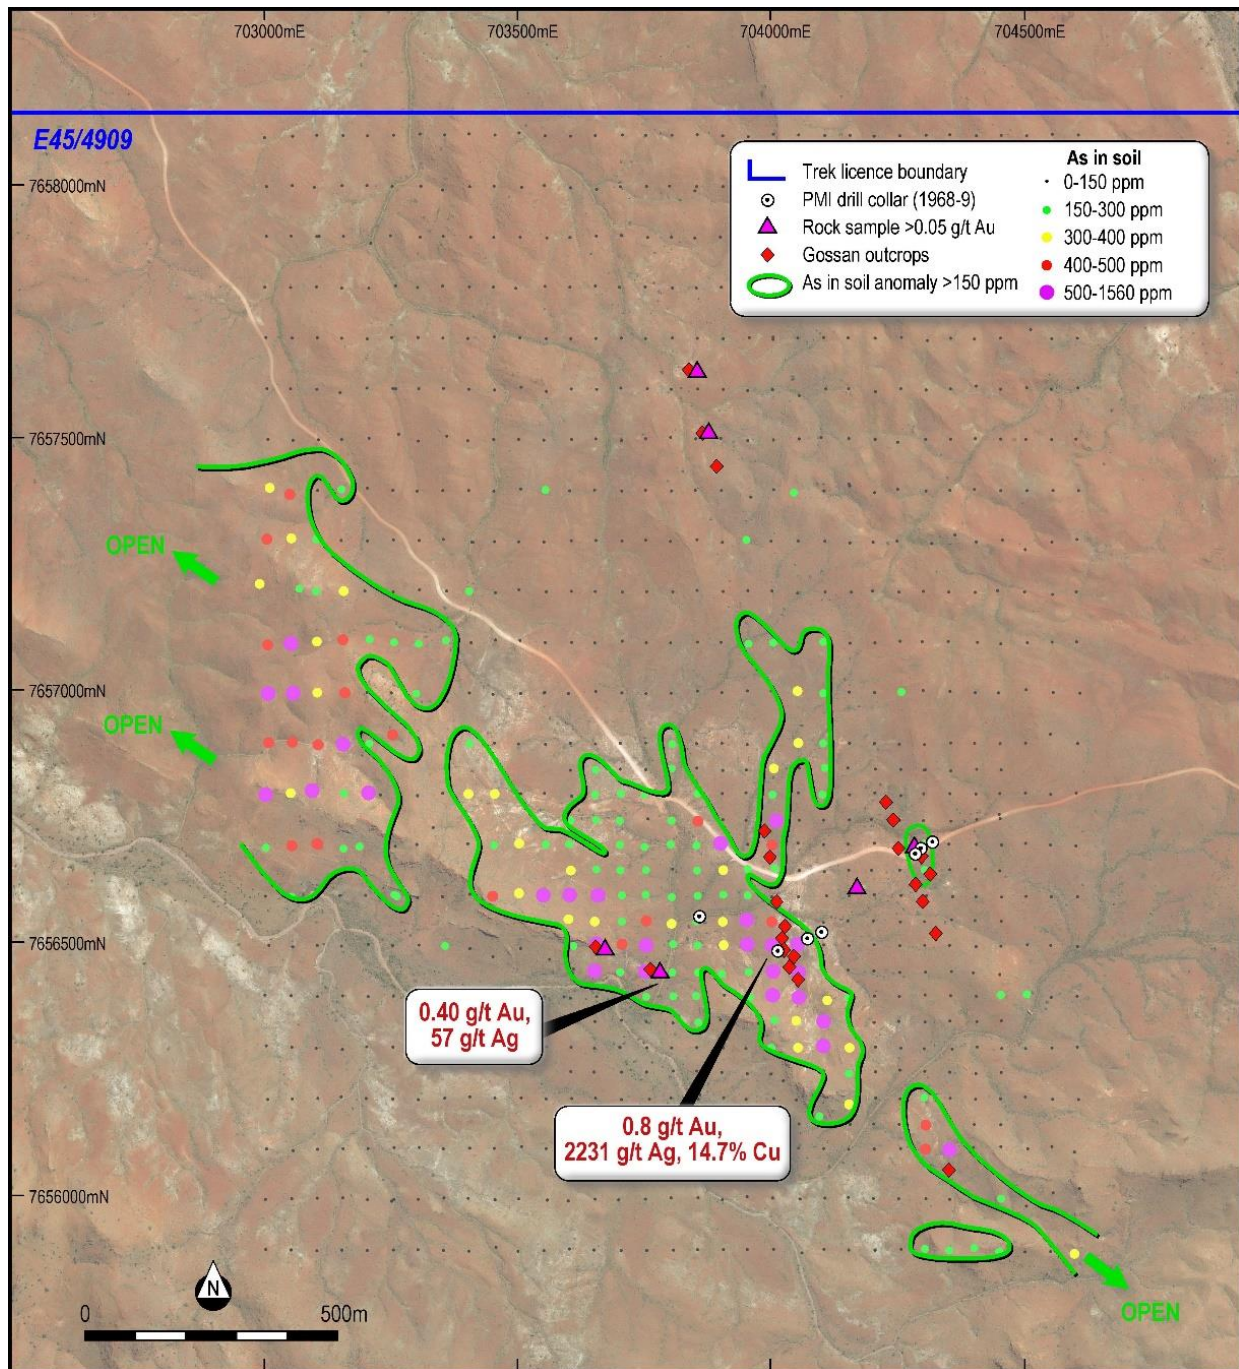 703000mE
703500mE
704000mE
704500mE
E45/4909
7658000mN
7657500mN
7657000mN
7656500mN
7656000mN
Trek licence boundary
PMI drill collar (1968-9)
Rock sample >0.05 g/t Au
Gossan outcrops
As in soil anomaly >150 ppm
As in soil
0-150 ppm
150-300 ppm
300-400 ppm
400-500 ppm
500-1560 ppm
OPEN
OPEN
0.40 g/t Au,
57 g/t Ag
0.8 g/t Au,
2231 g/t Ag, 14.7% Cu
N
0
500m
OPEN